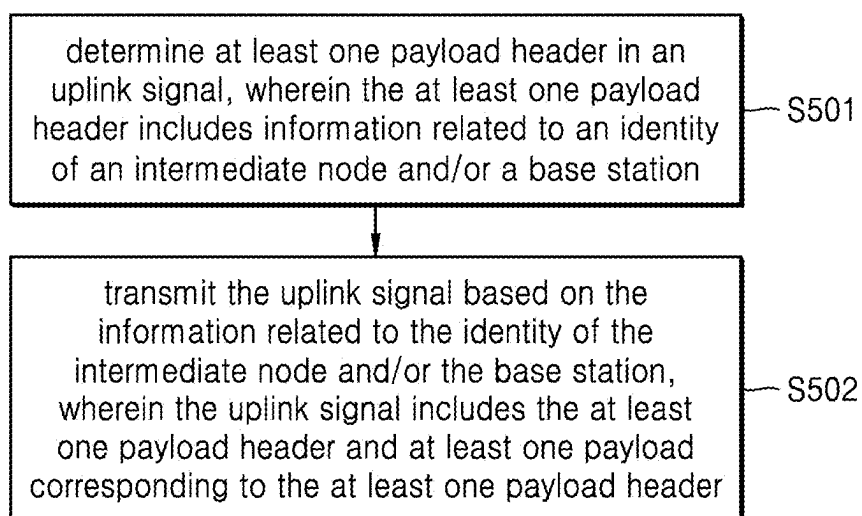 determine at least one payload header in an
uplink signal, wherein the at least one payload
header includes information related to an identity
of an intermediate node and/or a base station
S501
transmit the uplink signal based on the
information related to the identity of the
intermediate node and/or the base station,
wherein the uplink signal includes the at least
one payload header and at least one payload
corresponding to the at least one payload header
S502